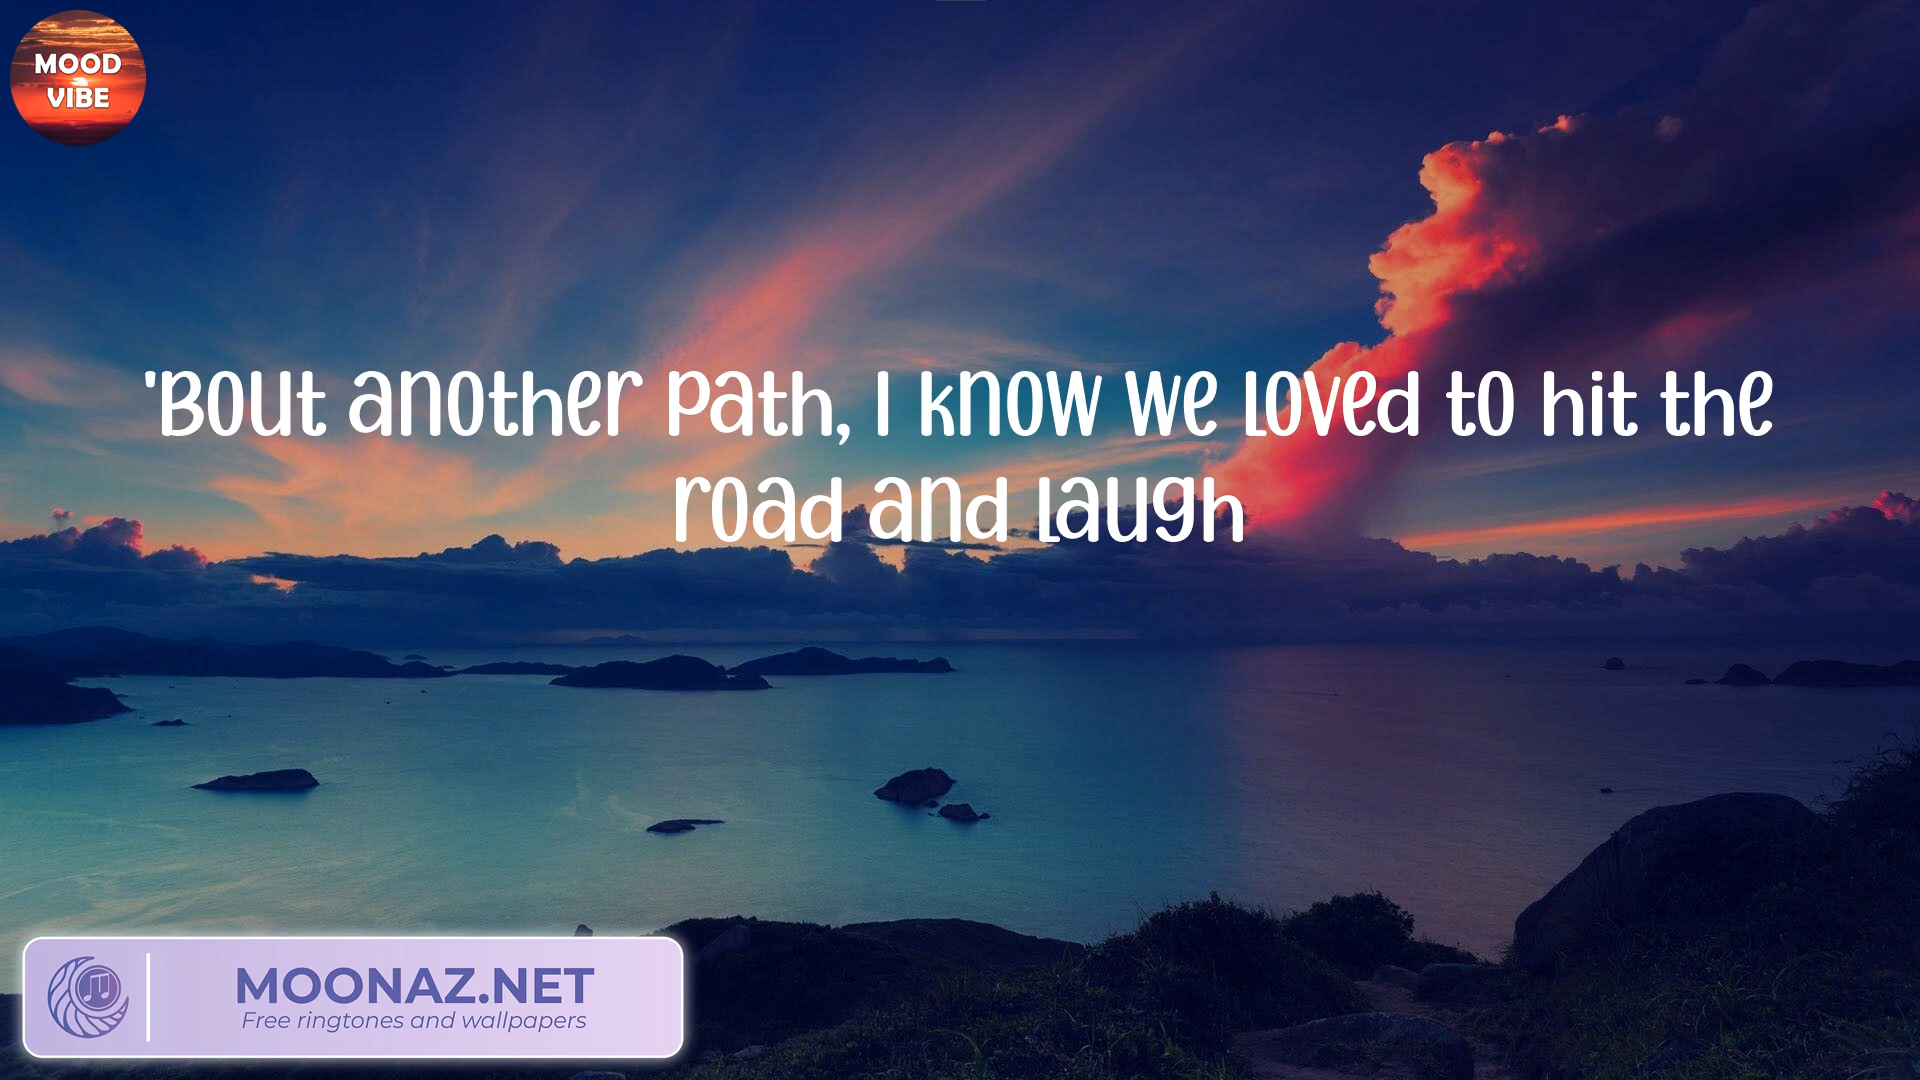 MOOD
VIBE
'Bout another path, I know we loved to hit the
road and laugh
MOONAZ.NET
Free ringtones and wallpapers